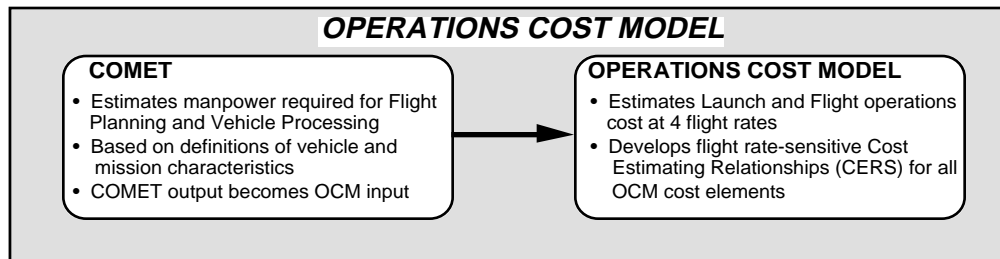 OPERATIONS COST MODEL
COMET
• Estimates manpower required for Flight
Planning and Vehicle Processing
• Based on definitions of vehicle and
mission characteristics
• COMET output becomes OCM input
OPERATIONS COST MODEL
• Estimates Launch and Flight operations
cost at 4 flight rates
• Develops flight rate-sensitive Cost
Estimating Relationships (CERS) for all
OCM cost elements